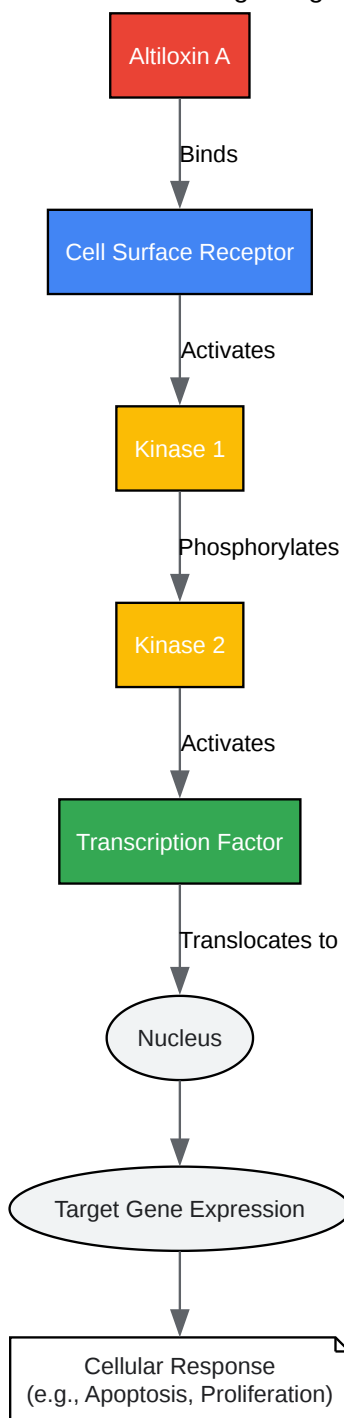 Altiloxin A
Binds
Cell Surface Receptor
Activates
Kinase 1
Phosphorylates
Kinase 2
Activates
Transcription Factor
Translocates to
Nucleus
Target Gene Expression
Cellular Response
(e.g., Apoptosis, Proliferation)